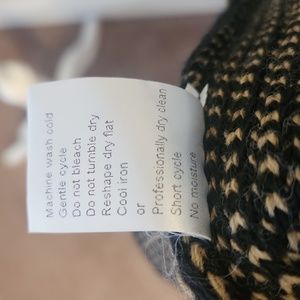 Machine wash cold
Gentle cycle
Do not bleach
Do not tumble dry
Reshape dry flat
Cool iron
or
Professionally dry clean
Short cycle
No moisture